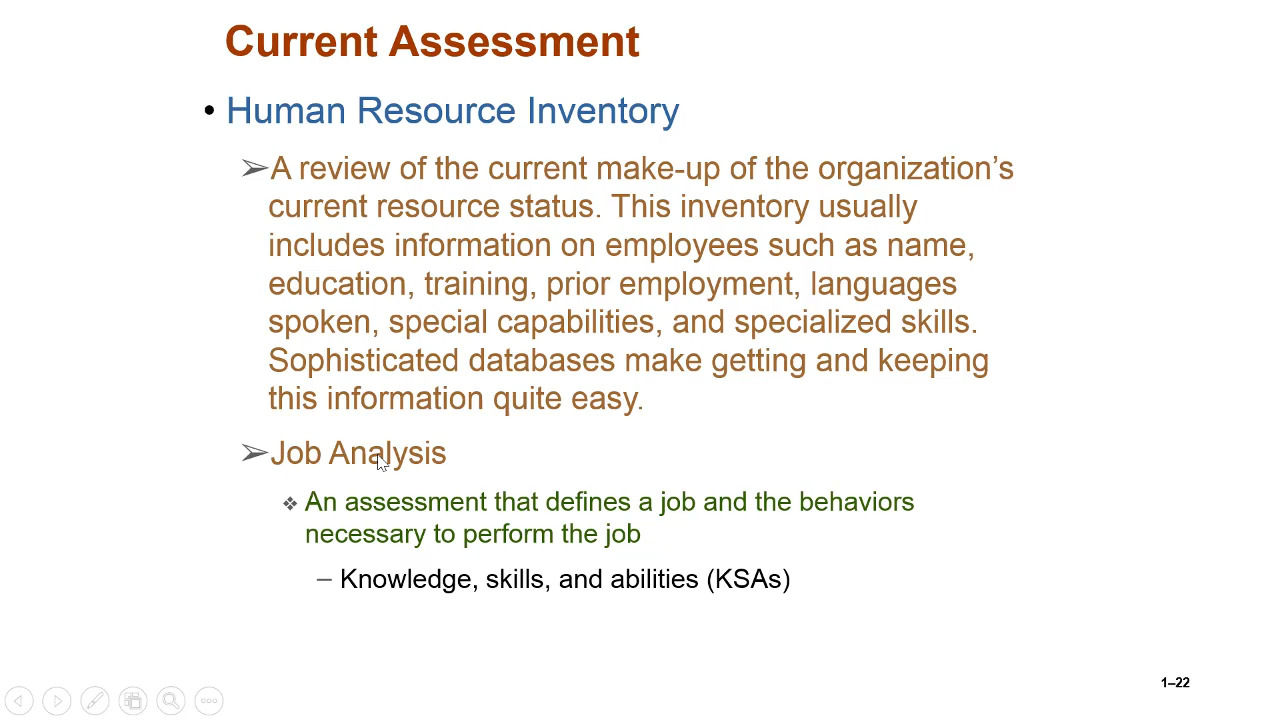 Current Assessment
• Human Resource Inventory
➢A review of the current make-up of the organization’s
current resource status. This inventory usually
includes information on employees such as name,
education, training, prior employment, languages
spoken, special capabilities, and specialized skills.
Sophisticated databases make getting and keeping
this information quite easy.
➢Job Analysis
❖ An assessment that defines a job and the behaviors
necessary to perform the job
– Knowledge, skills, and abilities (KSAs)
1–22